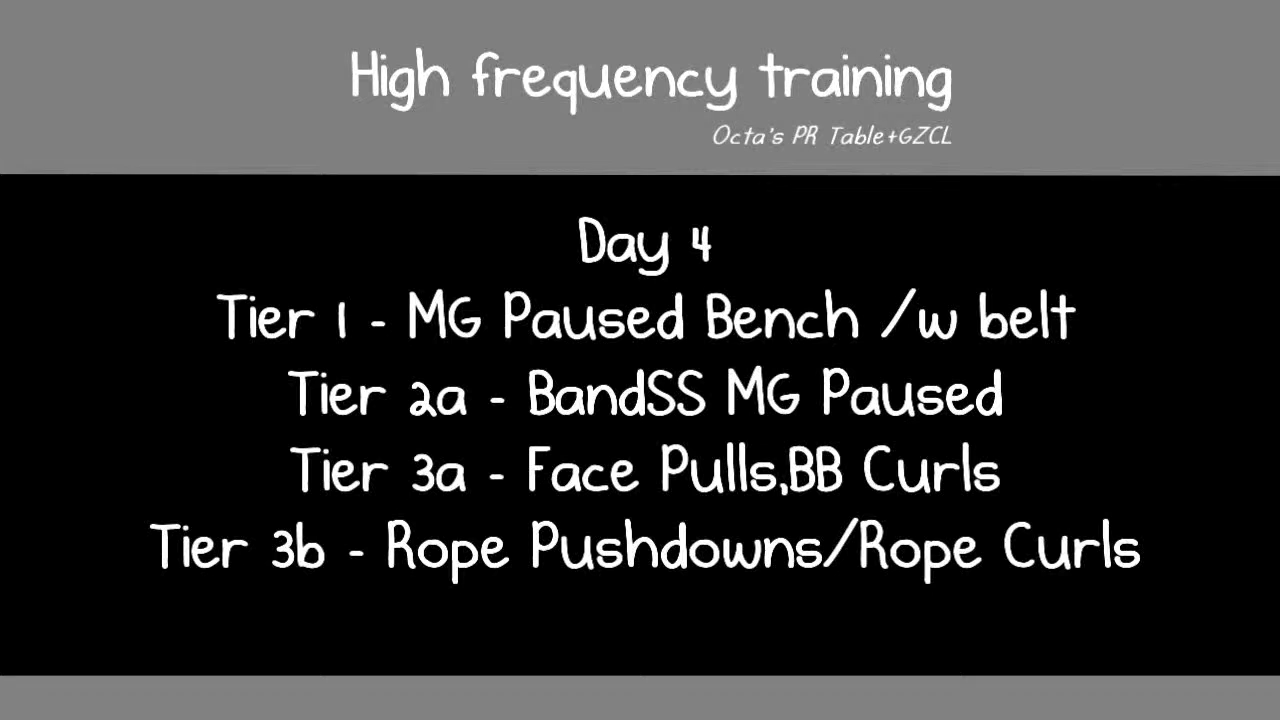 High frequency training
Octa's PR Table+GZCL
Day 4
Tier 1 - MG Paused Bench /w belt
Tier 2a - BandSS MG Paused
Tier 3a - Face Pulls,BB Curls
Tier 3b - Rope Pushdowns/Rope Curls